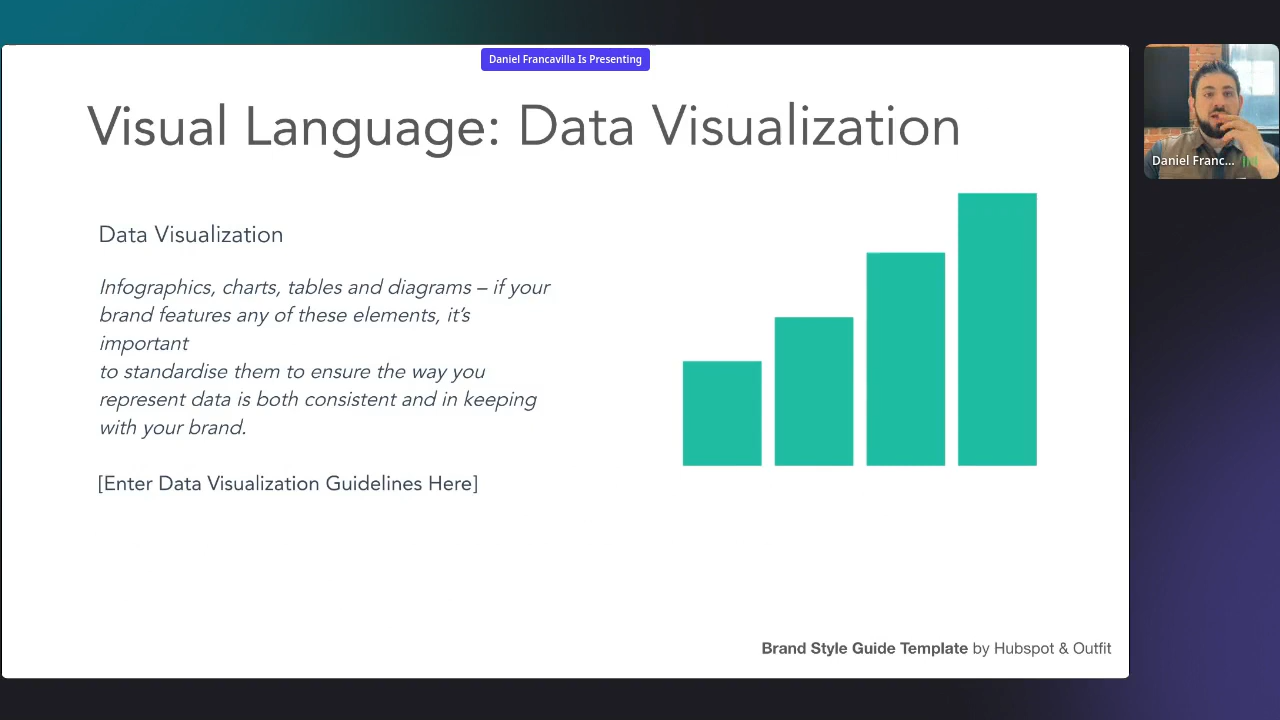 Daniel Francavilla Is Presenting
Visual Language: Data Visualization
Daniel Franc...
Data Visualization
Infographics, charts, tables and diagrams – if your
brand features any of these elements, it’s
important
to standardise them to ensure the way you
represent data is both consistent and in keeping
with your brand.
[Enter Data Visualization Guidelines Here]
Brand Style Guide Template by Hubspot & Outfit